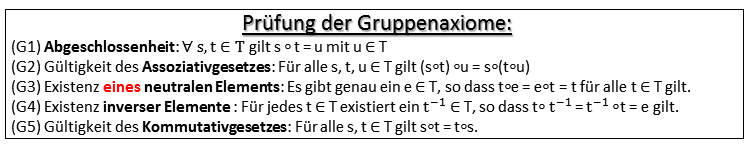 Prüfung der Gruppenaxiome:
(G1) Abgeschlossenheit: ∀ s, t ∈ T gilt s ∘ t = u mit u ∈ T
(G2) Gültigkeit des Assoziativgesetzes: Für alle s, t, u ∈ T gilt (s∘t) ∘u = s∘(t∘u)
(G3) Existenz eines neutralen Elements: Es gibt genau ein e ∈ T, so dass t∘e = e∘t = t für alle t ∈ T gilt.
(G4) Existenz inverser Elemente : Für jedes t ∈ T existiert ein t⁻¹ ∈ T, so dass t∘ t⁻¹ = t⁻¹ ∘t = e gilt.
(G5) Gültigkeit des Kommutativgesetzes: Für alle s, t ∈ T gilt s∘t = t∘s.